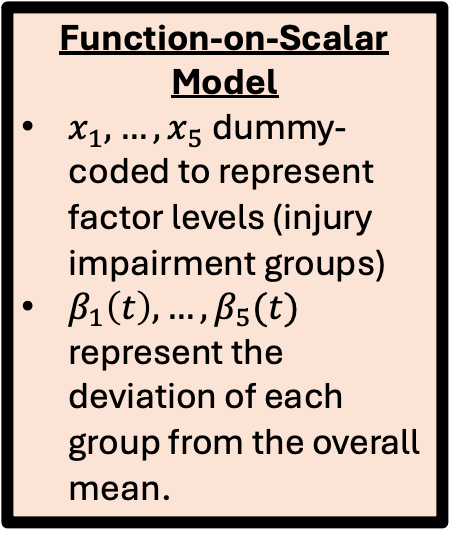 Function-on-Scalar
Model
• x₁, ..., x₅ dummy-
coded to represent
factor levels (injury
impairment groups)
• β₁(t), ..., β₅(t)
represent the
deviation of each
group from the overall
mean.